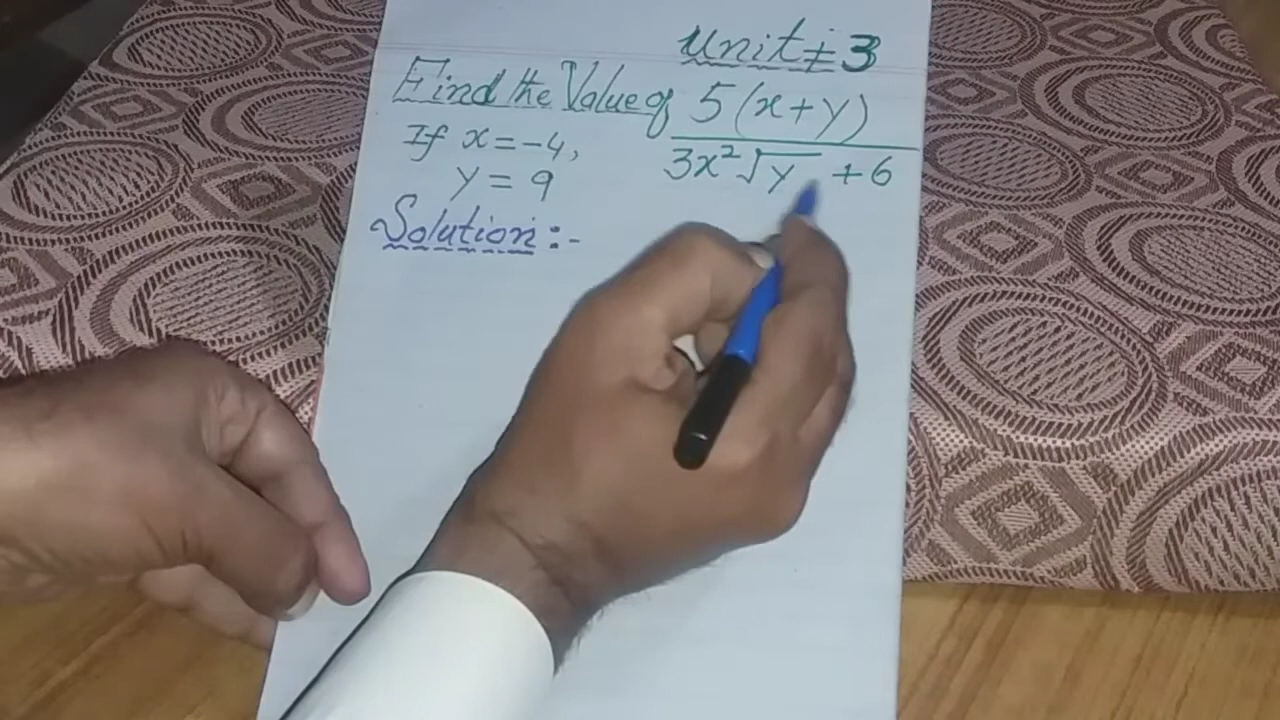 Unit # 3
Find the Value of 5(x+y)
3x²√y +6
If x=-4,
y=9
Solution:-